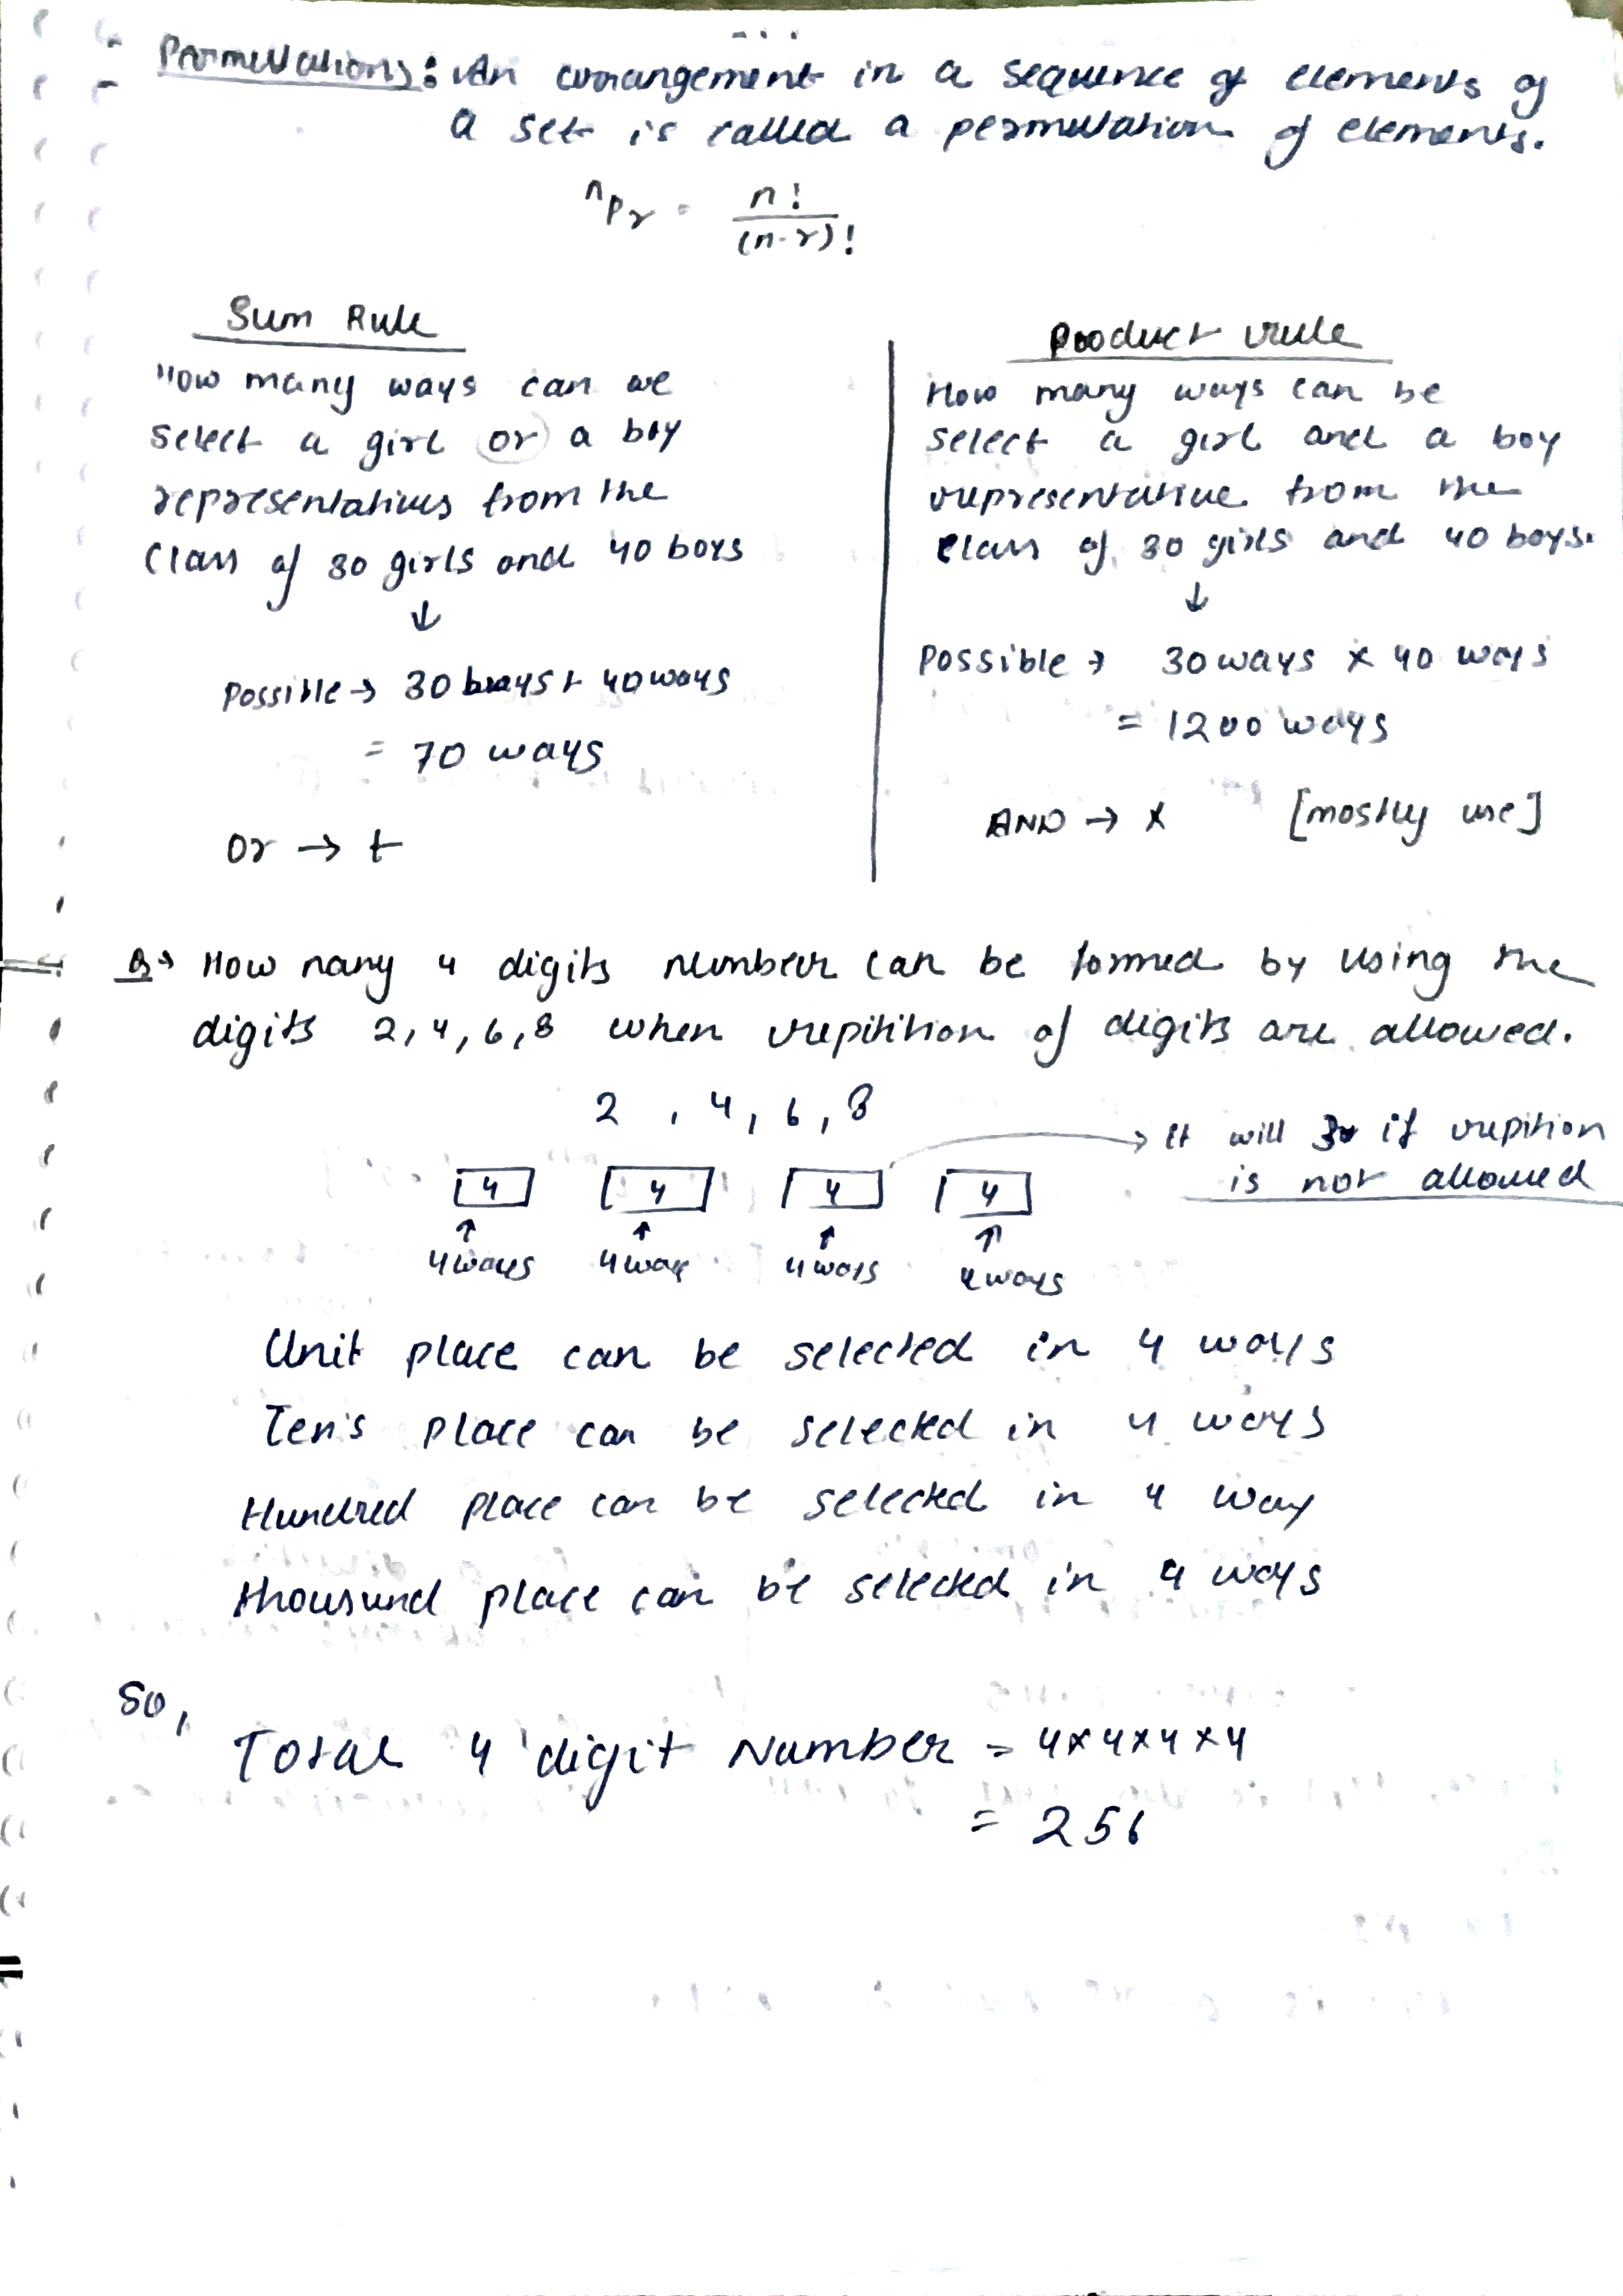 Permutations: An arrangement in a sequence of elements of
a set is called a permutation of elements.
nPr = n! / (n-r)!
Sum Rule
How many ways can we
select a girl or a boy
representatives from the
class of 30 girls and 40 boys
↓
Possible → 30 ways + 40 ways
= 70 ways
Or → +
Product rule
How many ways can be
select a girl and a boy
representative from the
class of 30 girls and 40 boys.
↓
Possible → 30 ways × 40 ways
= 1200 ways
AND → × [mostly use]
Q→ How many 4 digits number can be formed by using the
digits 2, 4, 6, 8 when repitition of digits are allowed.
2 , 4, 6, 8
→ It will 3 if repition
is not allowed
4 4 4 4
↑ ↑ ↑ ↑
4 ways 4 way 4 ways 4 ways
Unit place can be selected in 4 ways
Ten's place can be selected in 4 ways
Hundred place can be selected in 4 way
thousand place can be selected in 4 ways
So,
Total 4 digit Number = 4×4×4×4
= 256